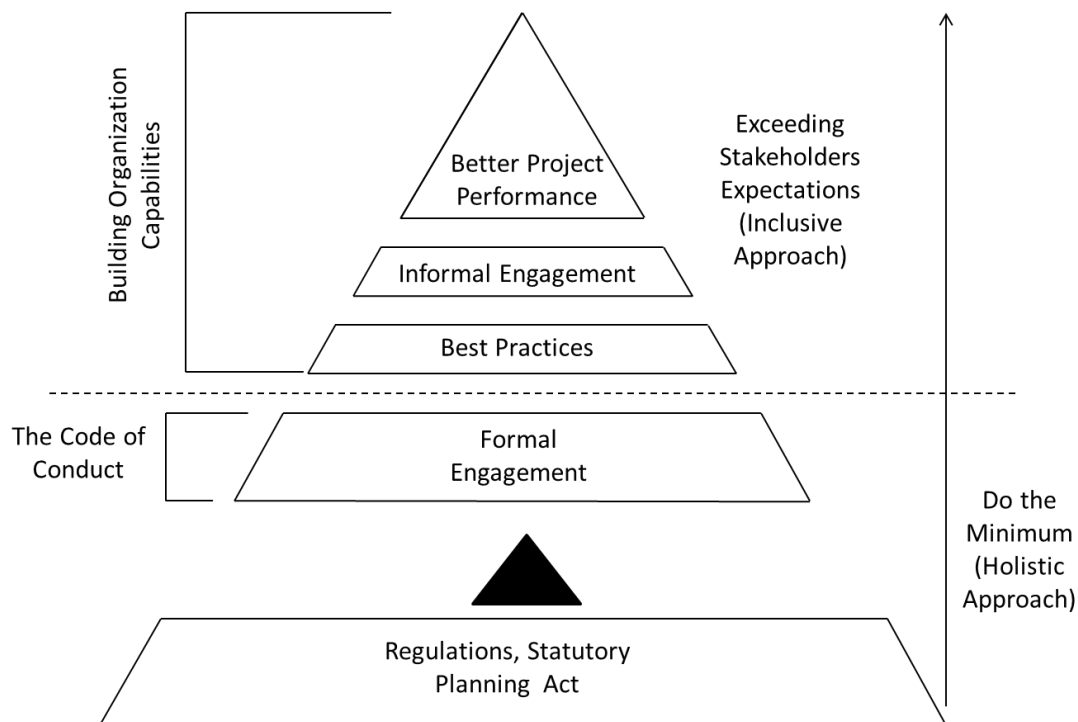 Building Organization
Capabilities
Better Project
Performance
Exceeding
Stakeholders
Expectations
(Inclusive
Approach)
Informal Engagement
Best Practices
The Code of
Conduct
Formal
Engagement
Do the
Minimum
(Holistic
Approach)
Regulations, Statutory
Planning Act